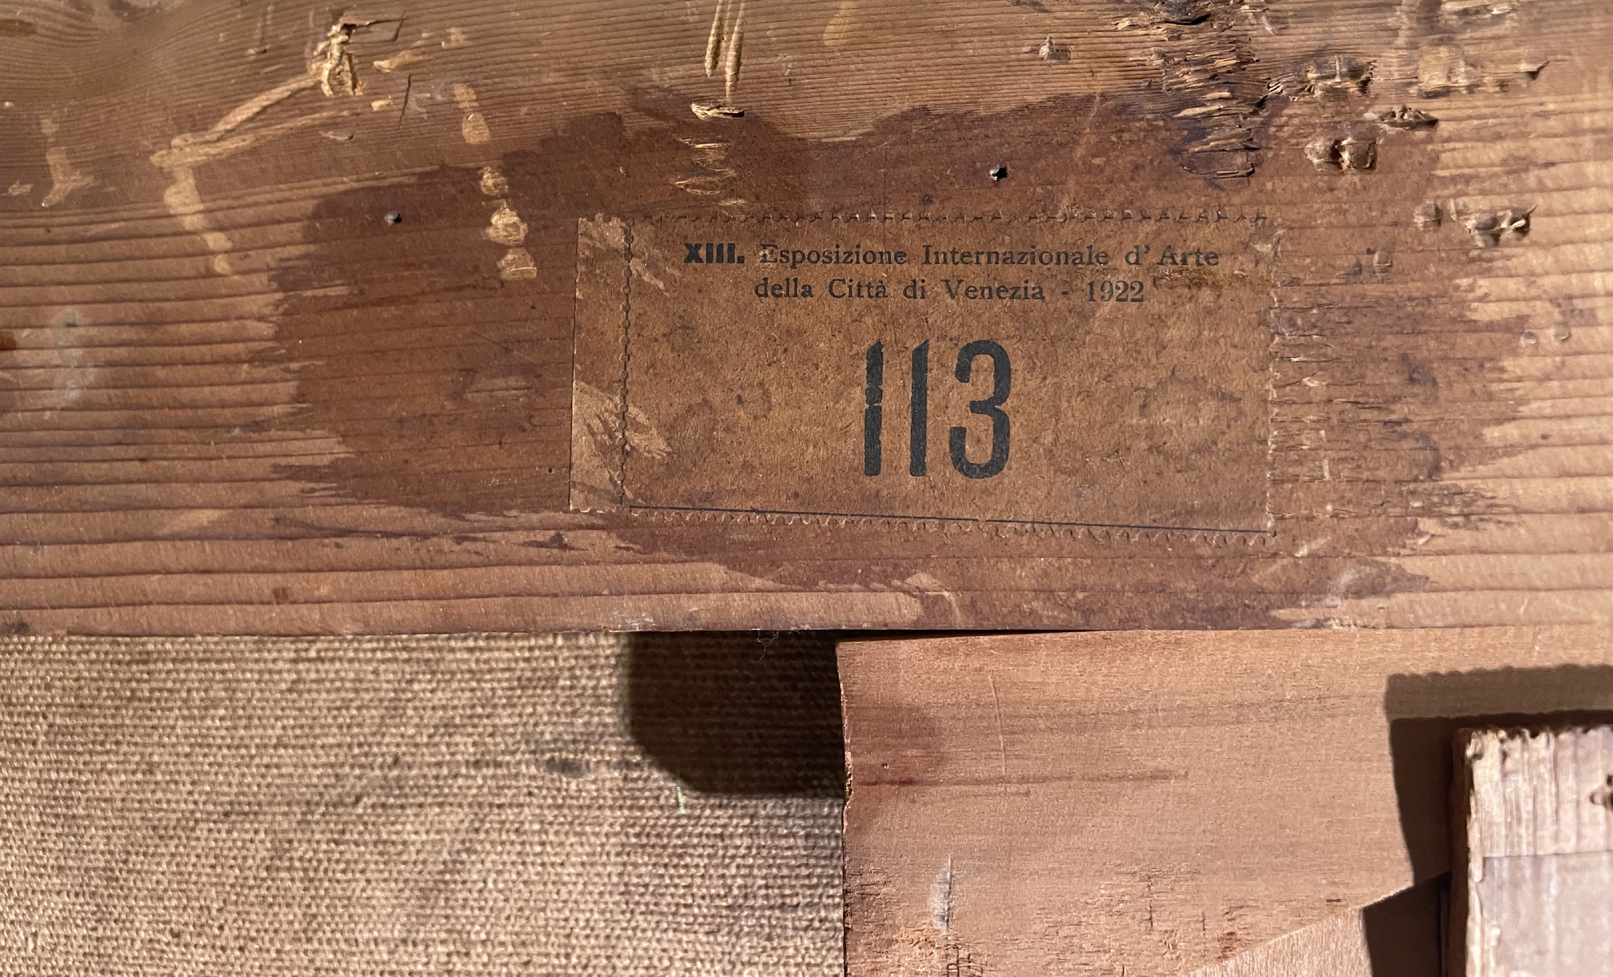 XIII. Esposizione Internazionale d' Arte
della Città di Venezia - 1922
113